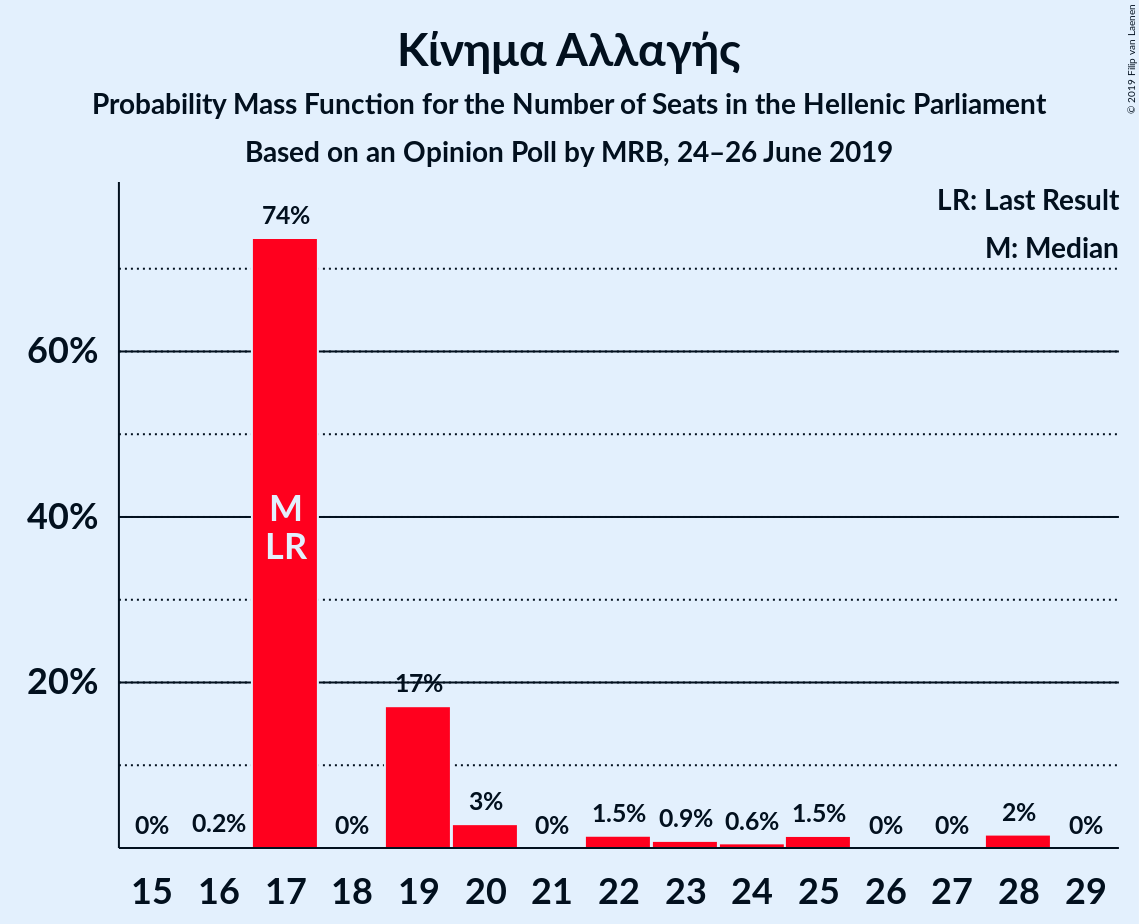 Κίνημα Αλλαγής
Probability Mass Function for the Number of Seats in the Hellenic Parliament
Based on an Opinion Poll by MRB, 24–26 June 2019
© 2019 Filip van Laenen
LR: Last Result
M: Median
60%
40%
20%
0%
0.2%
74%
M
LR
0%
17%
3%
0%
1.5%
0.9%
0.6%
1.5%
0%
0%
2%
0%
15 16 17 18 19 20 21 22 23 24 25 26 27 28 29